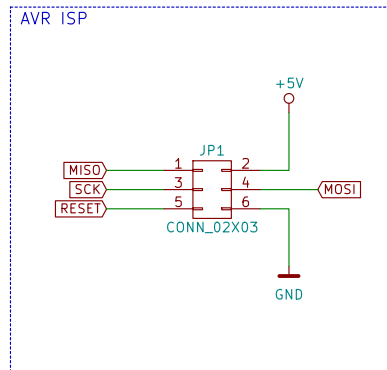 AVR ISP
+5V
JP1
MISO 1 2
SCK 3 4 MOSI
RESET 5 6
CONN_02X03
GND